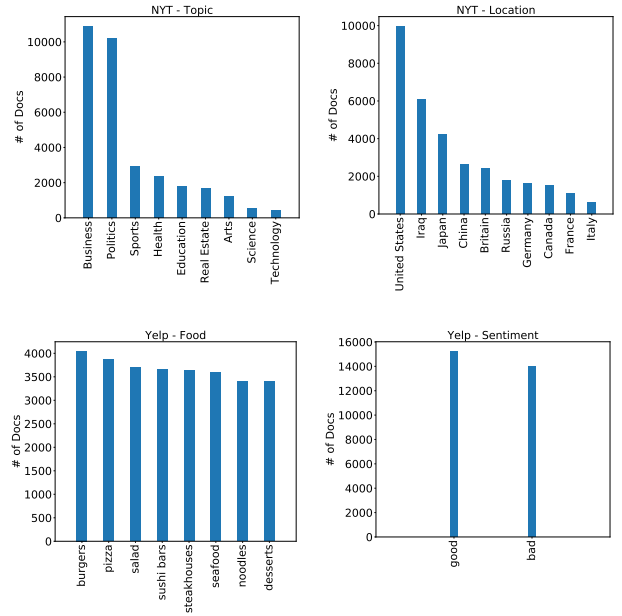 NYT - Topic
# of Docs
10000
8000
6000
4000
2000
0
Business
Politics
Sports
Health
Education
Real Estate
Arts
Science
Technology
NYT - Location
# of Docs
10000
8000
6000
4000
2000
0
United States
Iraq
Japan
China
Britain
Russia
Germany
Canada
France
Italy
Yelp - Food
# of Docs
4000
3500
3000
2500
2000
1500
1000
500
0
burgers
pizza
salad
sushi bars
steakhouses
seafood
noodles
desserts
Yelp - Sentiment
# of Docs
16000
14000
12000
10000
8000
6000
4000
2000
0
good
bad